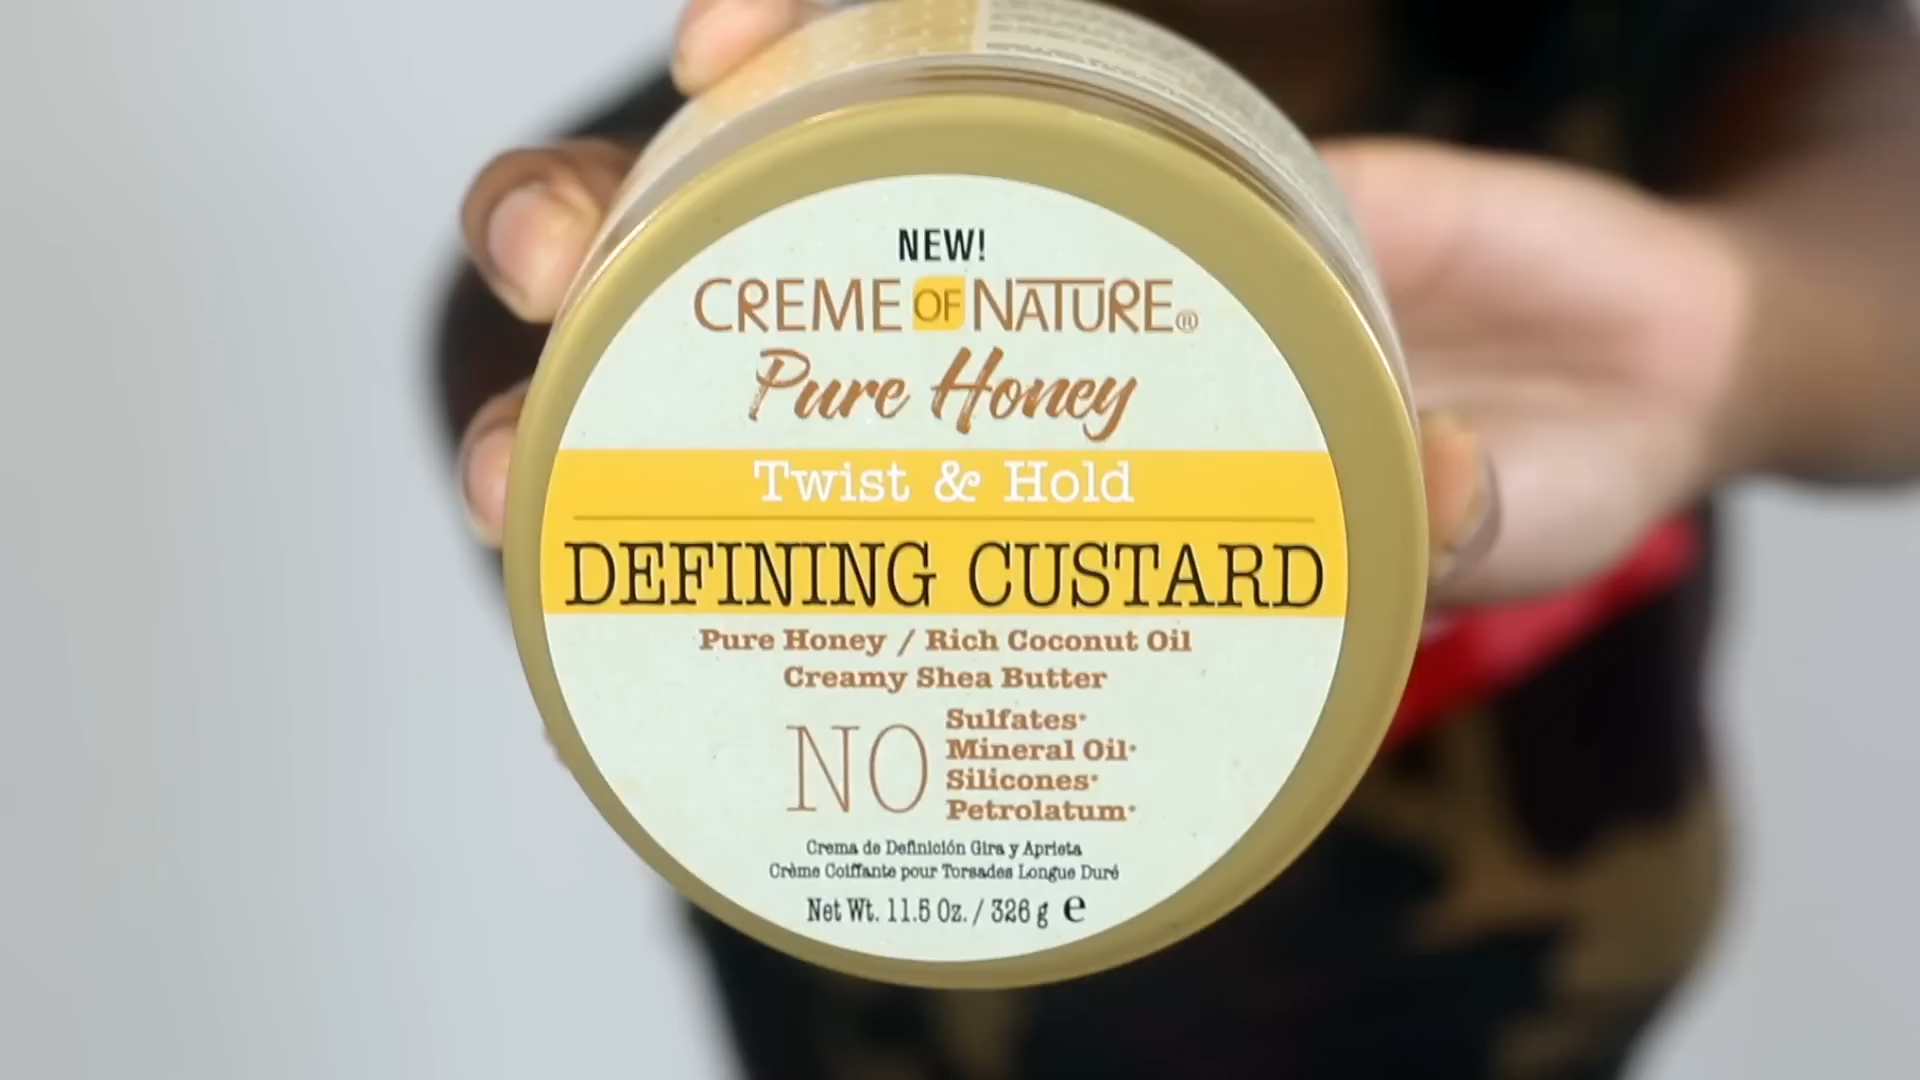 NEW!
CREME OF NATURE®
Pure Honey
Twist & Hold
DEFINING CUSTARD
Pure Honey / Rich Coconut Oil
Creamy Shea Butter
NO
Sulfates*
Mineral Oil*
Silicones*
Petrolatum*
Crema de Definición Gira y Aprieta
Crème Coiffante pour Torsades Longue Duré
Net Wt. 11.5 Oz. / 326 g e